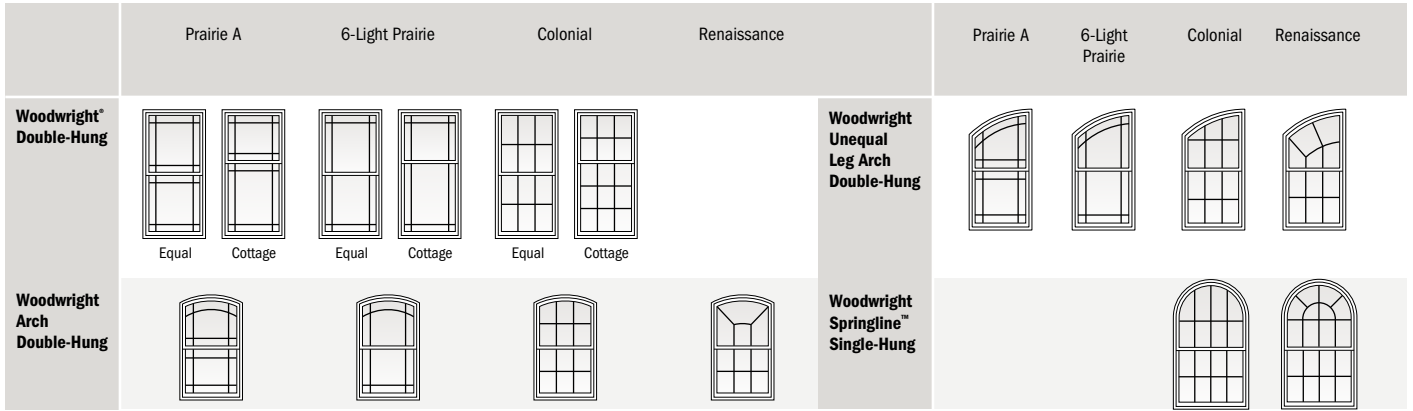 Prairie A
6-Light Prairie
Colonial
Renaissance
Prairie A
6-Light
Prairie
Colonial
Renaissance
Woodwright®
Double-Hung
Equal
Cottage
Equal
Cottage
Equal
Cottage
Woodwright
Unequal
Leg Arch
Double-Hung
Woodwright
Arch
Double-Hung
Woodwright
Springline™
Single-Hung